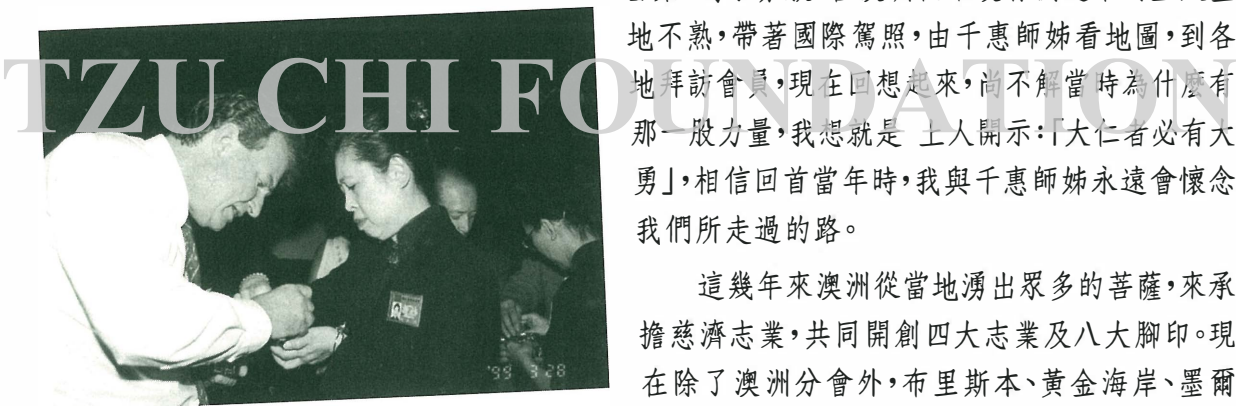 TZU CHI FOUNDATION
'99 3 28
地不熟，帶著國際駕照，由千惠師姊看地圖，到各
地拜訪會員，現在回想起來，尚不解當時為什麼有
那一股力量，我想就是 上人開示：「大仁者必有大
勇」，相信回首當年時，我與千惠師姊永遠會懷念
我們所走過的路。
這幾年來澳洲從當地湧出眾多的菩薩，來承
擔慈濟志業，共同開創四大志業及八大腳印。現
在除了澳洲分會外，布里斯本、黃金海岸、墨爾